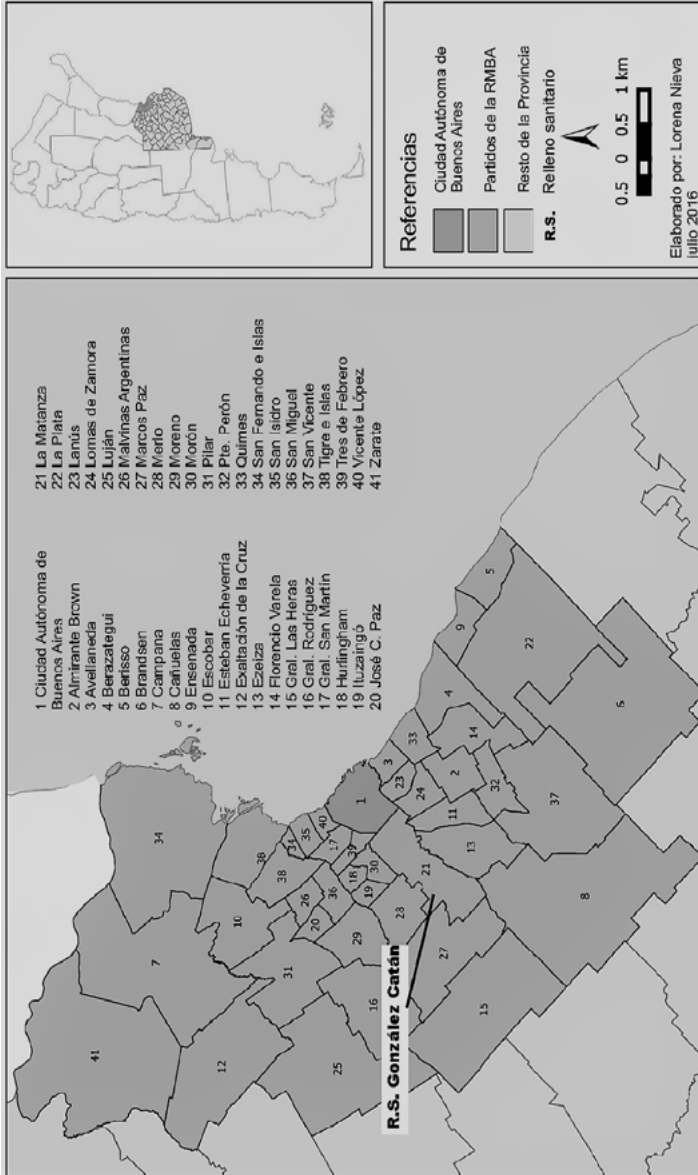 1 Ciudad Autónoma de
Buenos Aires
2 Almirante Brown
3 Avellaneda
4 Berazategui
5 Berisso
6 Brandsen
7 Campana
8 Cañuelas
9 Ensenada
10 Escobar
11 Esteban Echeverría
12 Exaltación de la Cruz
13 Ezeiza
14 Florencio Varela
15 Gral. Las Heras
16 Gral. Rodríguez
17 Gral. San Martín
18 Hurlingham
19 Ituzaingó
20 José C. Paz
21 La Matanza
22 La Plata
23 Lanús
24 Lomas de Zamora
25 Luján
26 Malvinas Argentinas
27 Marcos Paz
28 Merlo
29 Moreno
30 Morón
31 Pilar
32 Pte. Perón
33 Quilmes
34 San Fernando e Islas
35 San Isidro
36 San Miguel
37 San Vicente
38 Tigre e Islas
39 Tres de Febrero
40 Vicente López
41 Zarate
41
7
34
12
10
38
38
34
35
40
26
17
20
36
39
1
31
18
30
19
29
3
33
25
16
28
21
23
24
4
9
5
R.S. González Catán
27
11
2
14
22
32
13
15
37
6
8
Referencias
Ciudad Autónoma de
Buenos Aires
Partidos de la RMBA
Resto de la Provincia
R.S. Relleno sanitario
0.5 0 0.5 1 km
Elaborado por: Lorena Nieva
julio 2016